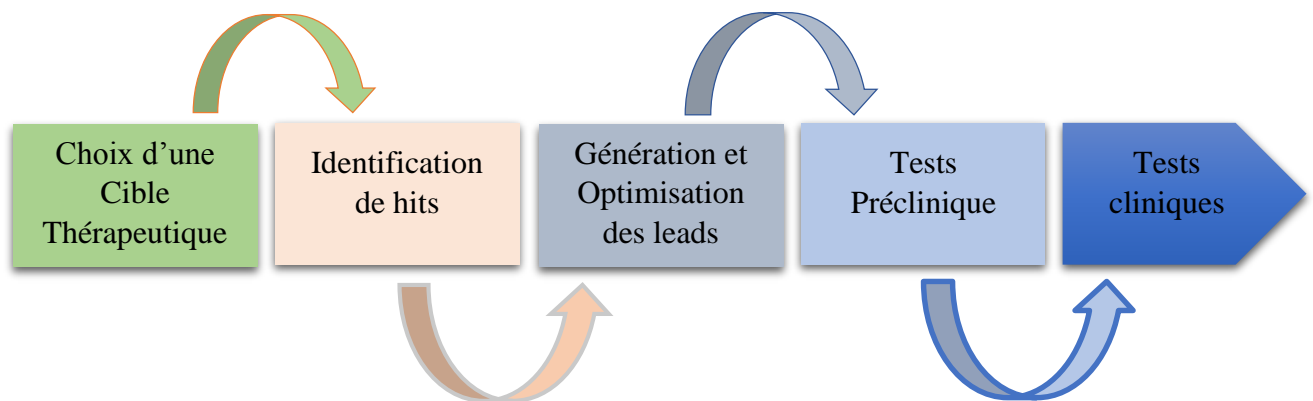 Choix d’une
Cible
Thérapeutique
Identification
de hits
Génération et
Optimisation
des leads
Tests
Préclinique
Tests
cliniques